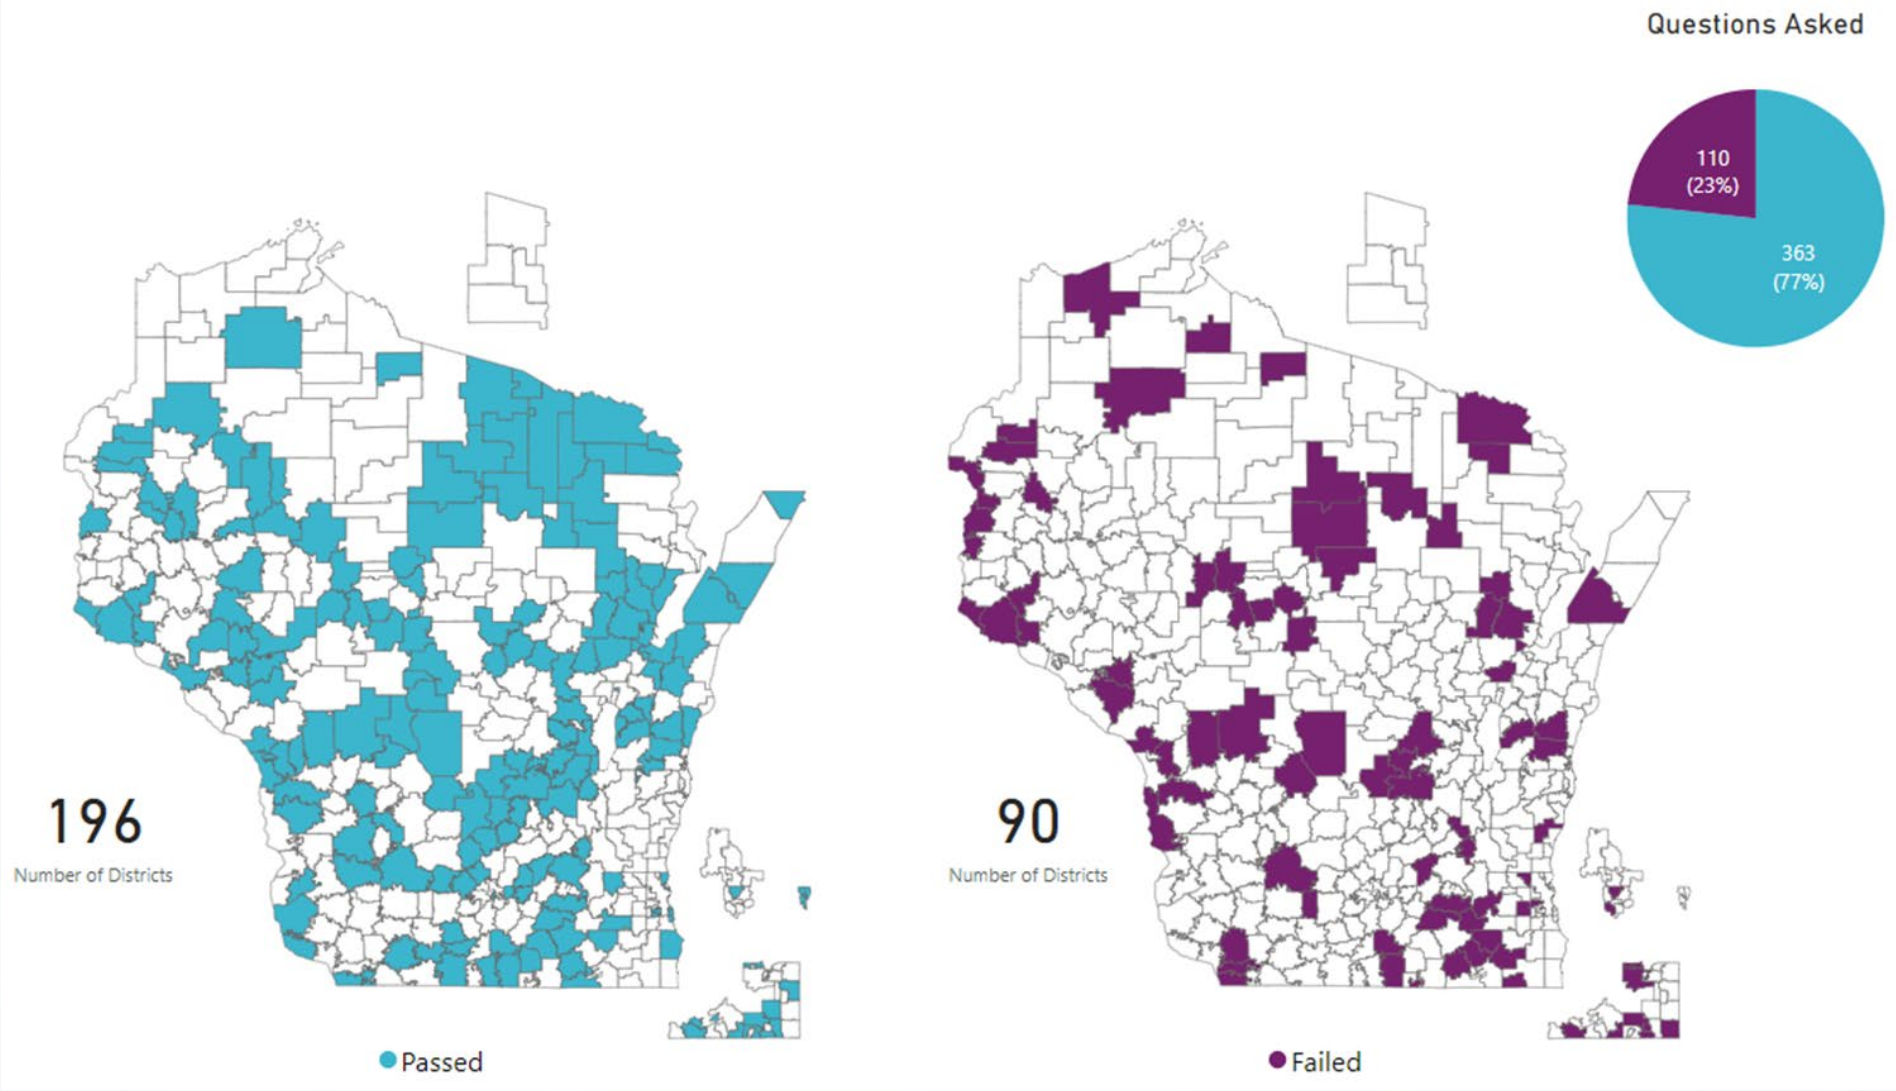 Questions Asked
110
(23%)
363
(77%)
196
Number of Districts
90
Number of Districts
Passed
Failed